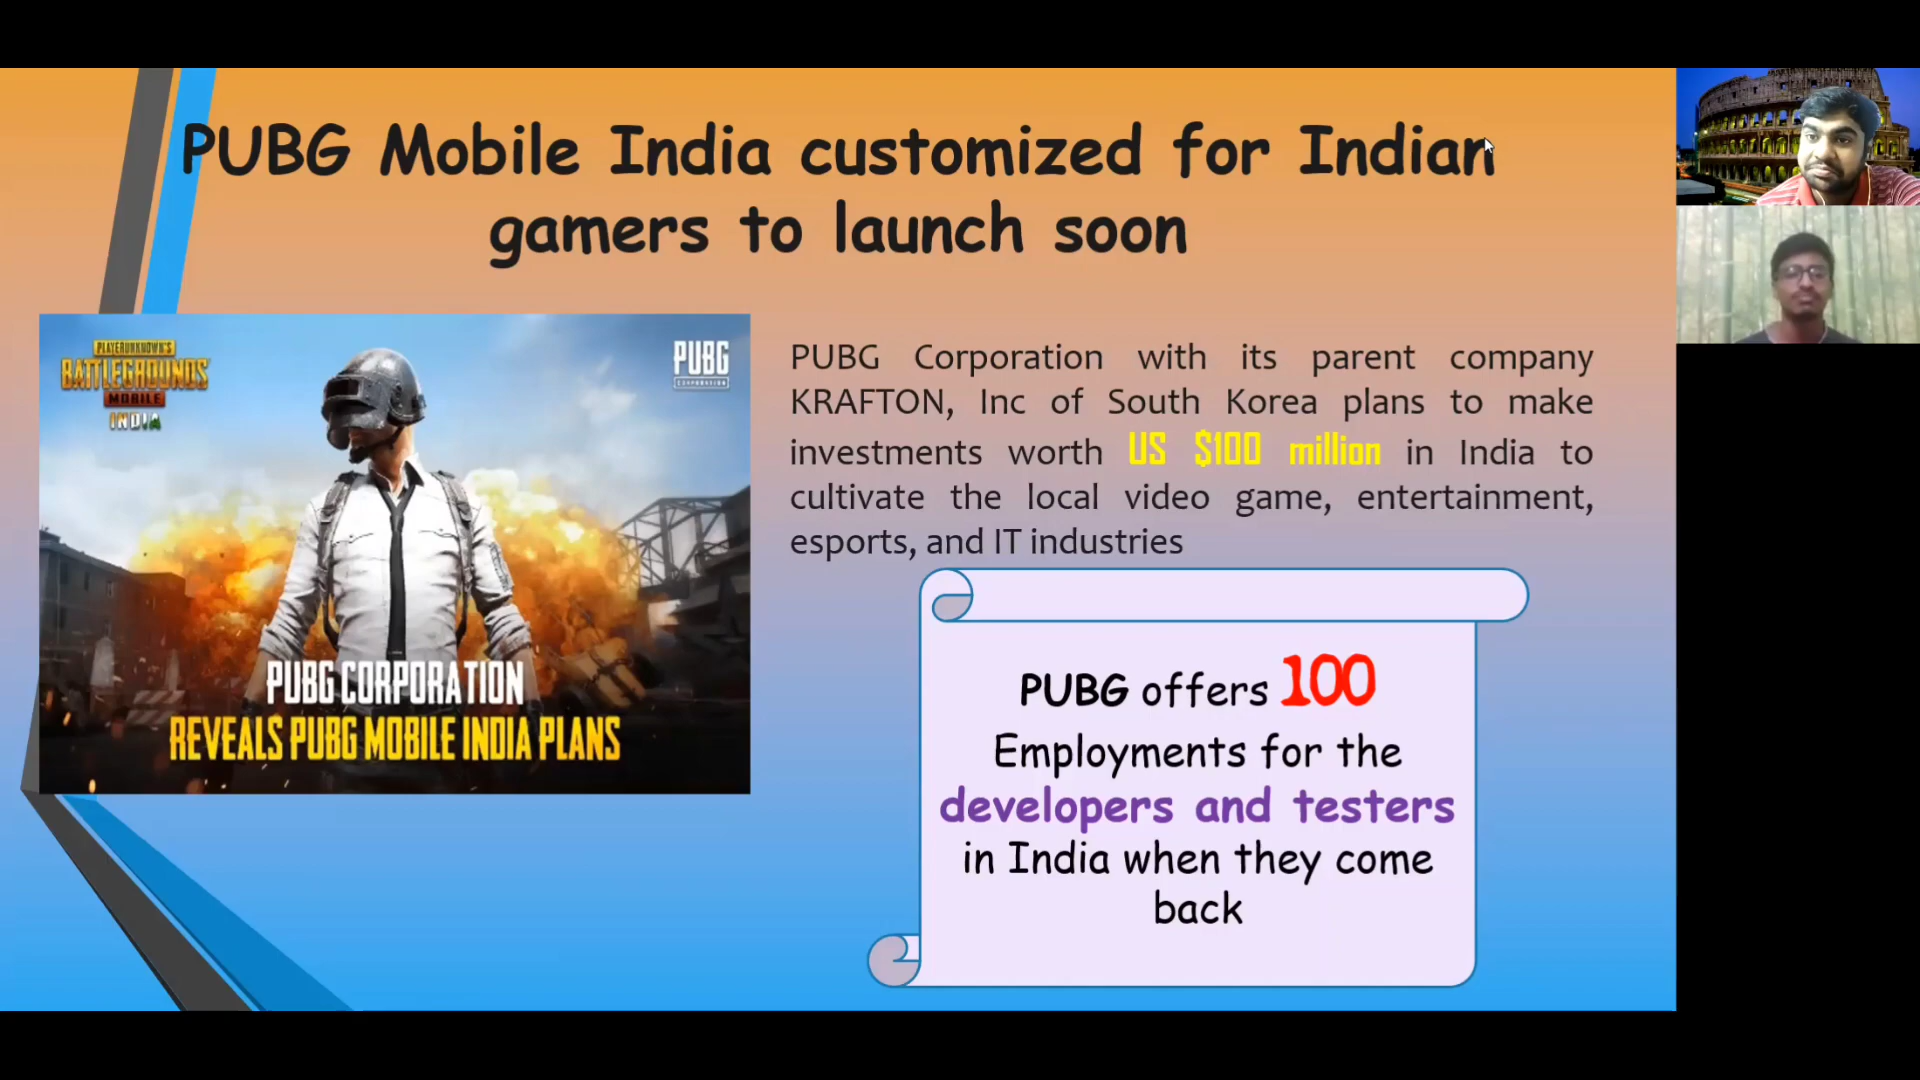 PUBG Mobile India customized for Indian
gamers to launch soon
PLAYERUNKNOWN'S
BATTLEGROUNDS
MOBILE
INDIA
PUBG
CORPORATION
PUBG CORPORATION
REVEALS PUBG MOBILE INDIA PLANS
PUBG Corporation with its parent company
KRAFTON, Inc of South Korea plans to make
investments worth US $100 million in India to
cultivate the local video game, entertainment,
esports, and IT industries
PUBG offers 100
Employments for the
developers and testers
in India when they come
back